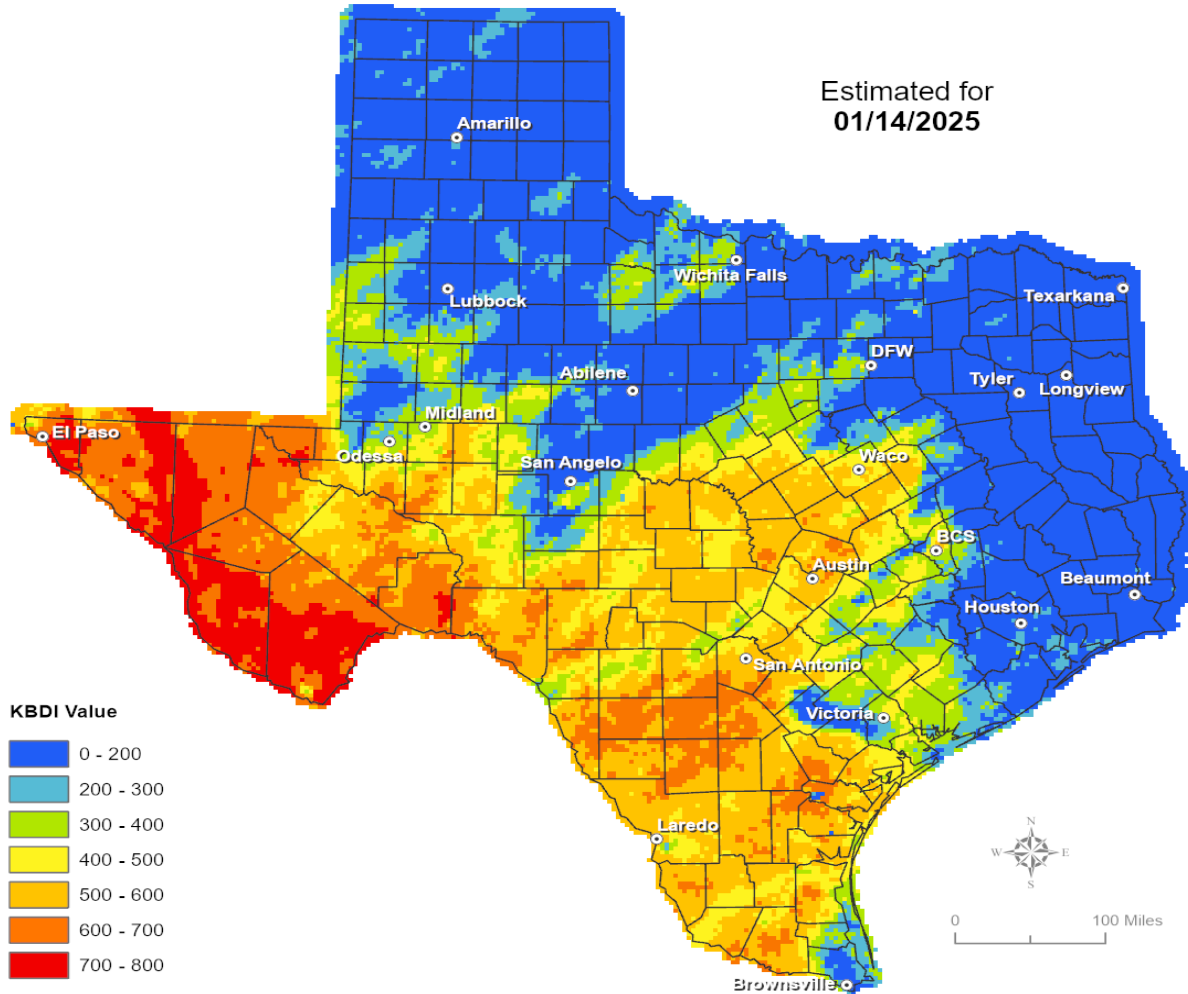 Estimated for
01/14/2025
Amarillo
Wichita Falls
Lubbock
Texarkana
DFW
Abilene
Tyler
Longview
Midland
El Paso
Odessa
San Angelo
Waco
BCS
Austin
Beaumont
Houston
San Antonio
Victoria
KBDI Value
0 - 200
200 - 300
300 - 400
400 - 500
500 - 600
600 - 700
700 - 800
Laredo
N
W E
S
0 100 Miles
Brownsville